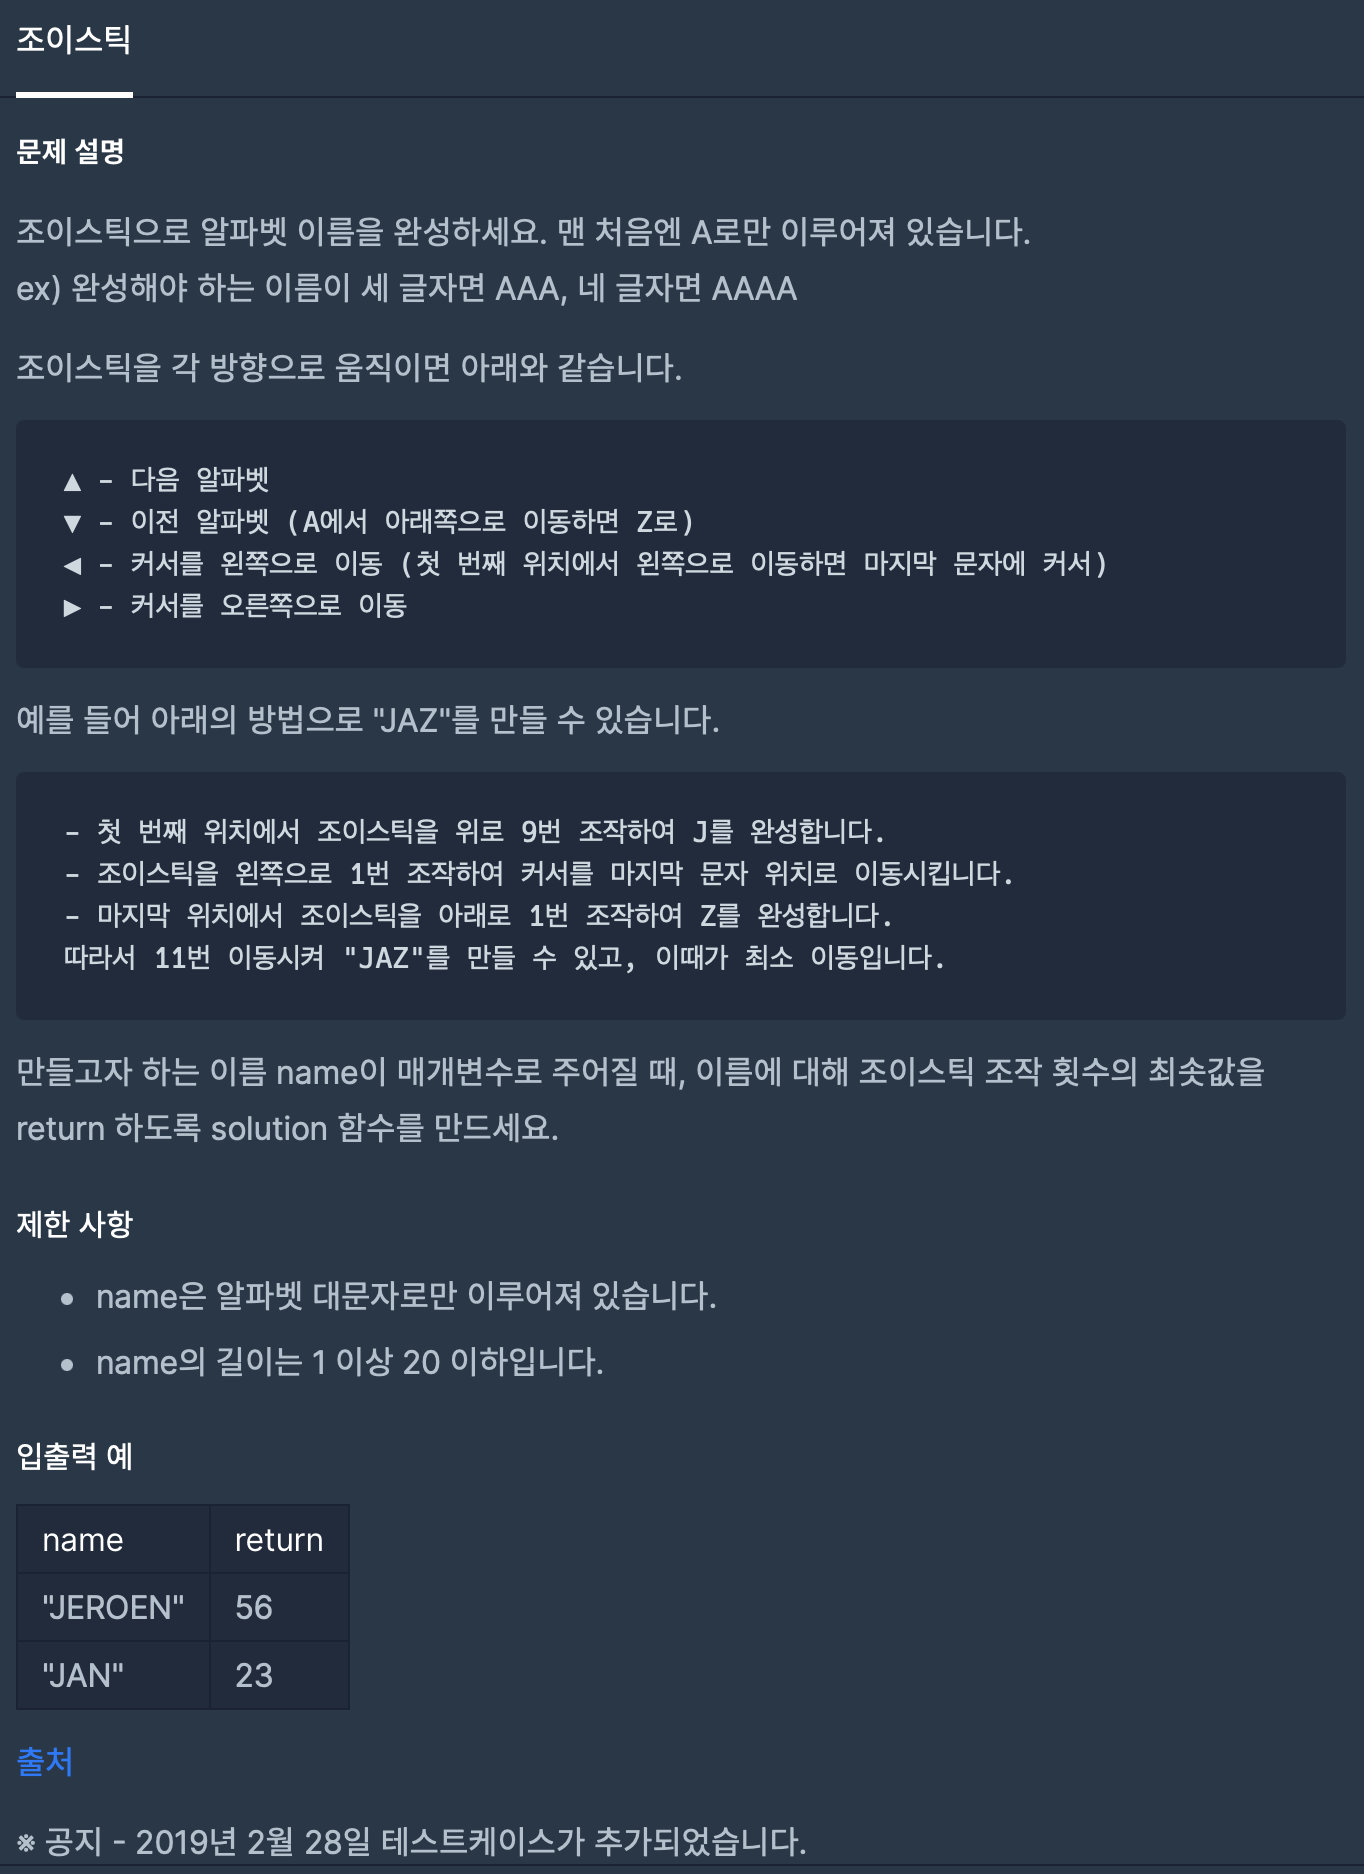 조이스틱
문제 설명
조이스틱으로 알파벳 이름을 완성하세요. 맨 처음엔 A로만 이루어져 있습니다.
ex) 완성해야 하는 이름이 세 글자면 AAA, 네 글자면 AAAA
조이스틱을 각 방향으로 움직이면 아래와 같습니다.
▲ - 다음 알파벳
▼ - 이전 알파벳 (A에서 아래쪽으로 이동하면 Z로)
◀ - 커서를 왼쪽으로 이동 (첫 번째 위치에서 왼쪽으로 이동하면 마지막 문자에 커서)
▶ - 커서를 오른쪽으로 이동
예를 들어 아래의 방법으로 "JAZ"를 만들 수 있습니다.
- 첫 번째 위치에서 조이스틱을 위로 9번 조작하여 J를 완성합니다.
- 조이스틱을 왼쪽으로 1번 조작하여 커서를 마지막 문자 위치로 이동시킵니다.
- 마지막 위치에서 조이스틱을 아래로 1번 조작하여 Z를 완성합니다.
따라서 11번 이동시켜 "JAZ"를 만들 수 있고, 이때가 최소 이동입니다.
만들고자 하는 이름 name이 매개변수로 주어질 때, 이름에 대해 조이스틱 조작 횟수의 최솟값을
return 하도록 solution 함수를 만드세요.
제한 사항
● name은 알파벳 대문자로만 이루어져 있습니다.
● name의 길이는 1 이상 20 이하입니다.
입출력 예
name return
"JEROEN" 56
"JAN" 23
출처
※ 공지 - 2019년 2월 28일 테스트케이스가 추가되었습니다.